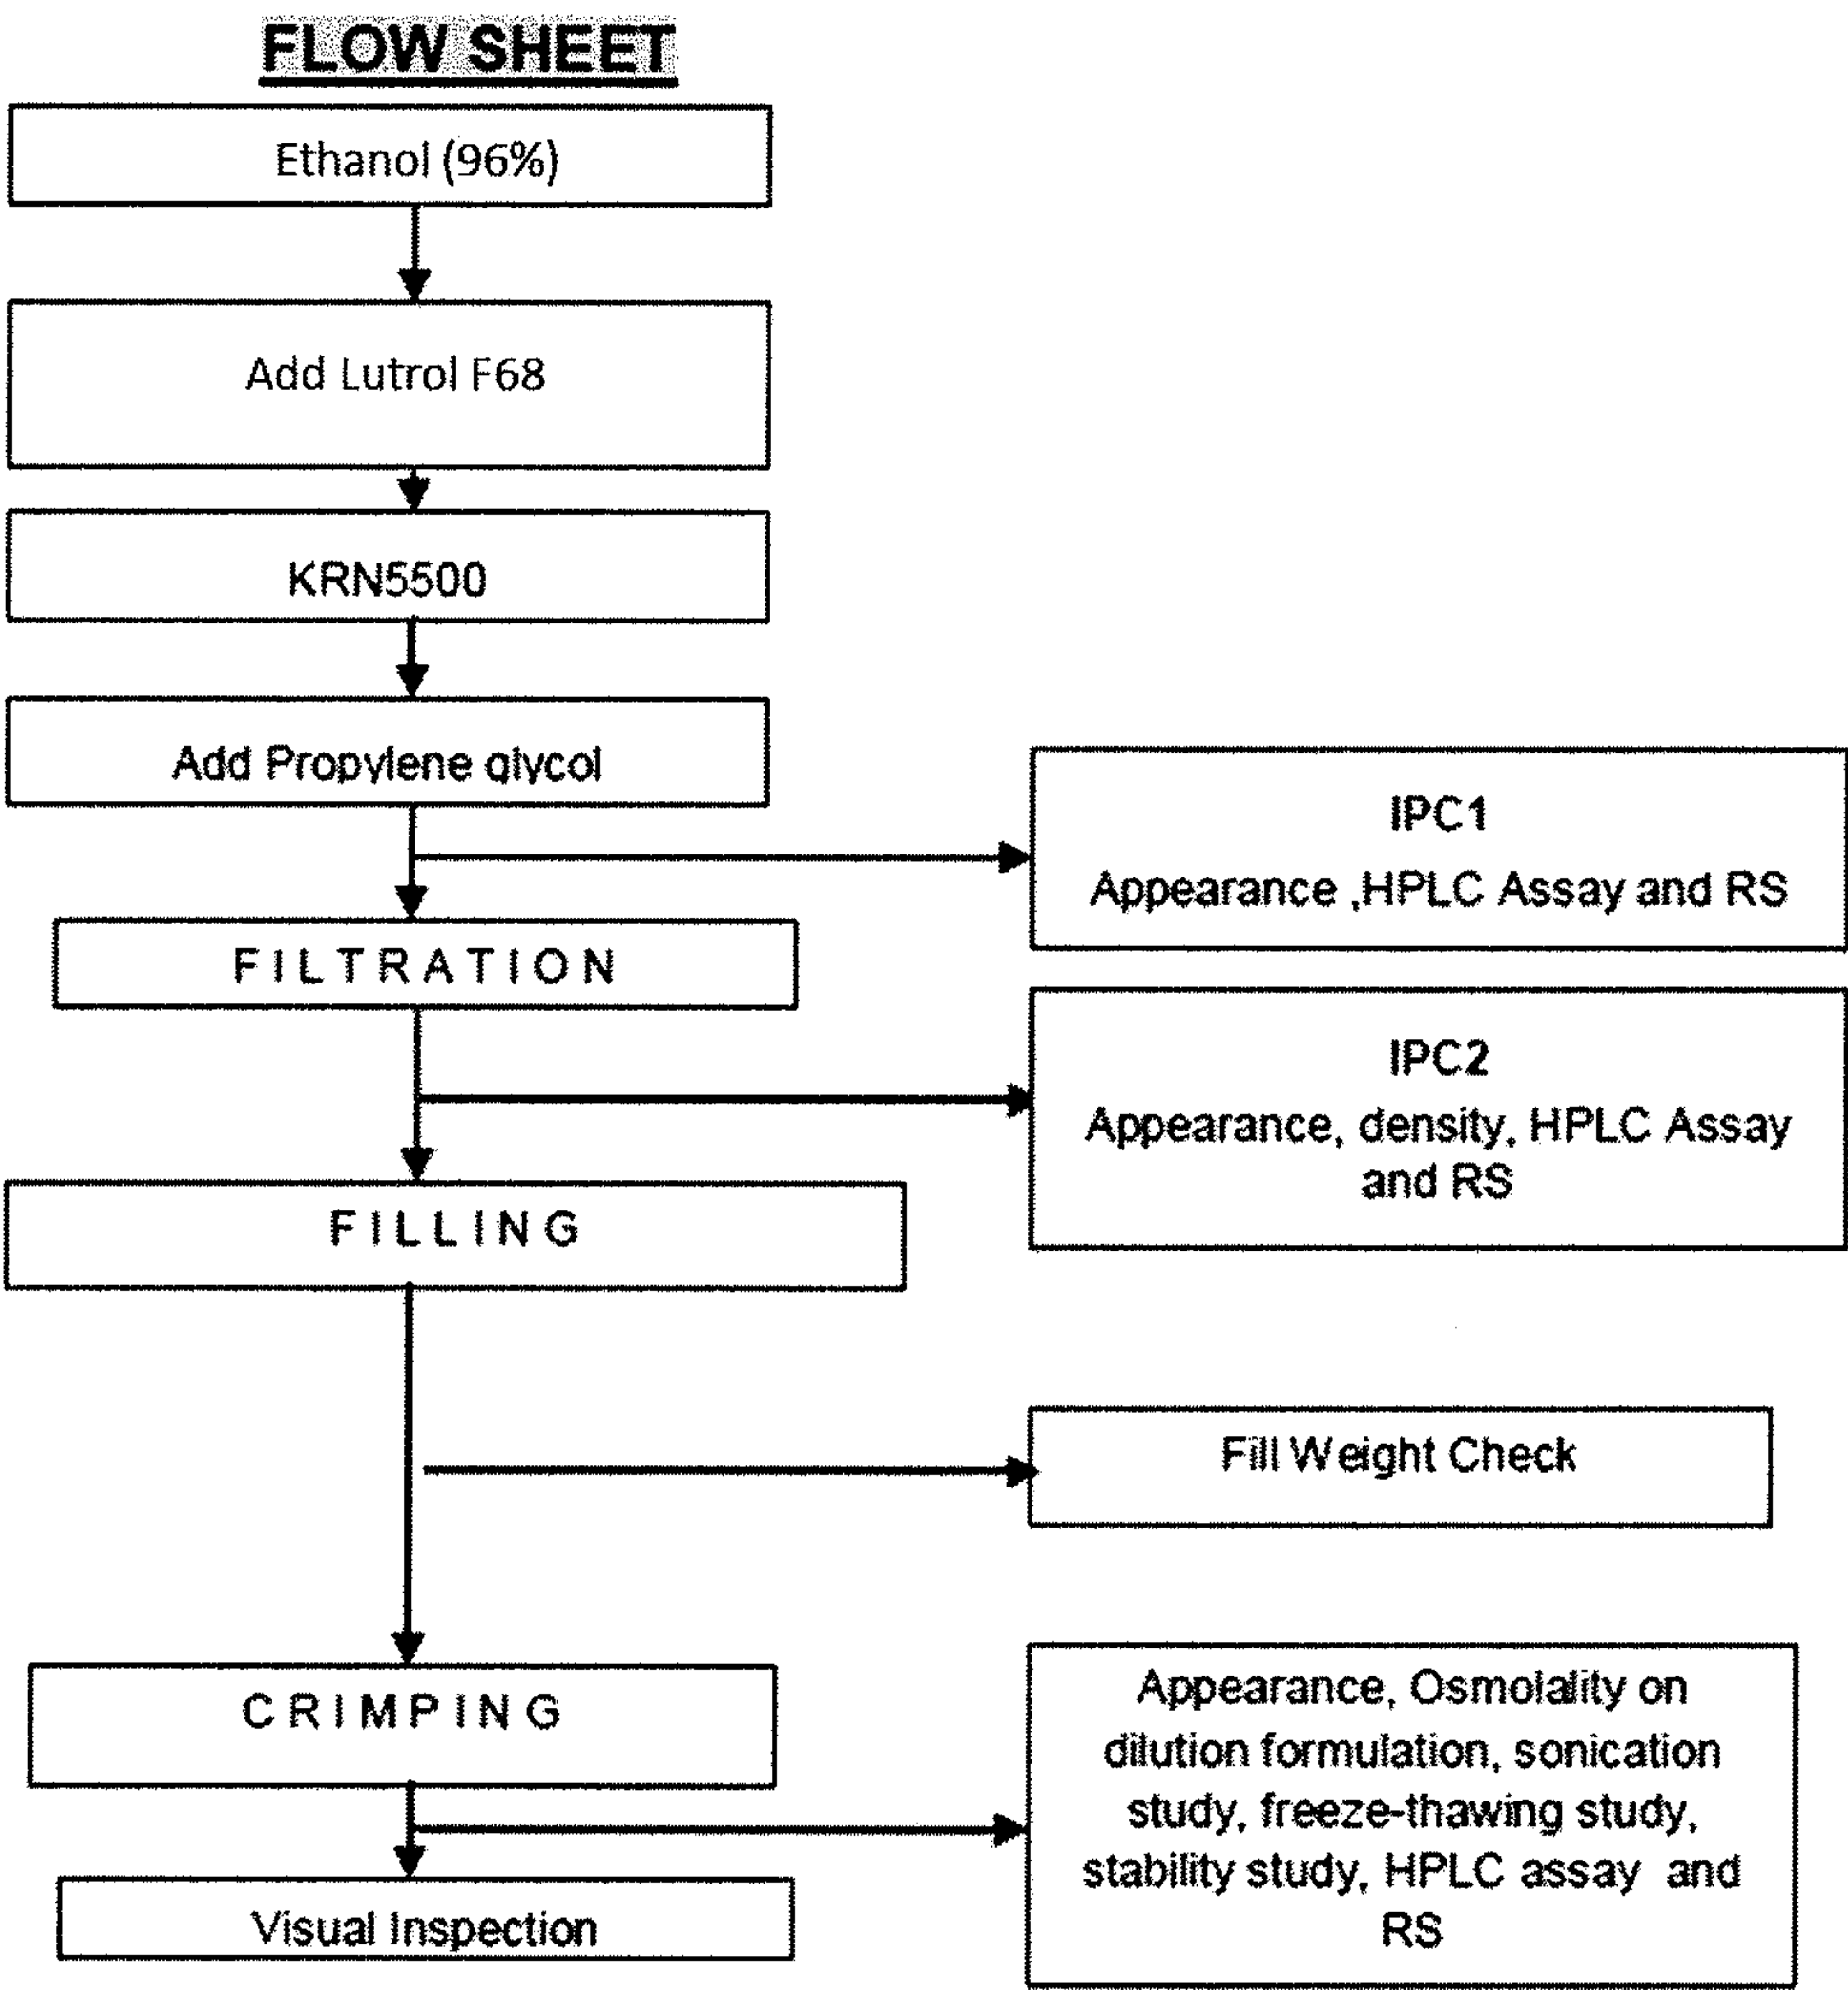 FLOW SHEET
Ethanol (96%)
Add Lutrol F68
KRN5500
Add Propylene glycol
IPC1
Appearance ,HPLC Assay and RS
FILTRATION
IPC2
Appearance, density, HPLC Assay
and RS
FILLING
Fill Weight Check
CRIMPING
Appearance, Osmolality on
dilution formulation, sonication
study, freeze-thawing study,
stability study, HPLC assay and
RS
Visual Inspection